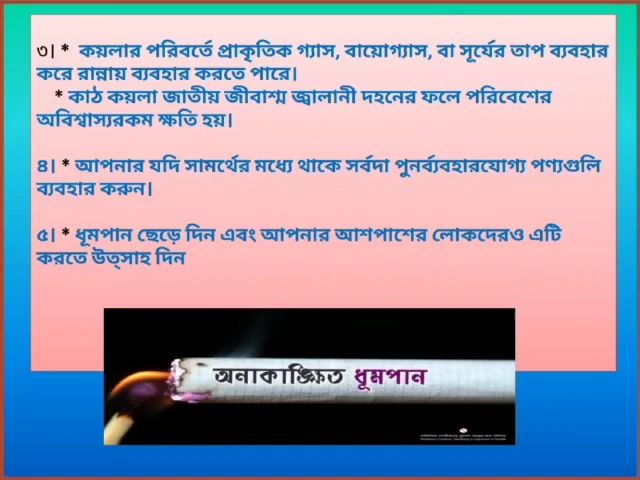 ৩। * কয়লার পরিবর্তে প্রাকৃতিক গ্যাস, বায়োগ্যাস, বা সূর্যের তাপ ব্যবহার
করে রান্নায় ব্যবহার করতে পারে।
* কাঠ কয়লা জাতীয় জীবাশ্ম জ্বালানী দহনের ফলে পরিবেশের
অবিশ্বাস্যরকম ক্ষতি হয়।
৪। * আপনার যদি সামর্থের মধ্যে থাকে সর্বদা পুনর্ব্যবহারযোগ্য পণ্যগুলি
ব্যবহার করুন।
৫। * ধূমপান ছেড়ে দিন এবং আপনার আশপাশের লোকদেরও এটি
করতে উত্সাহ দিন
অনাকাঙ্ক্ষিত ধূমপান